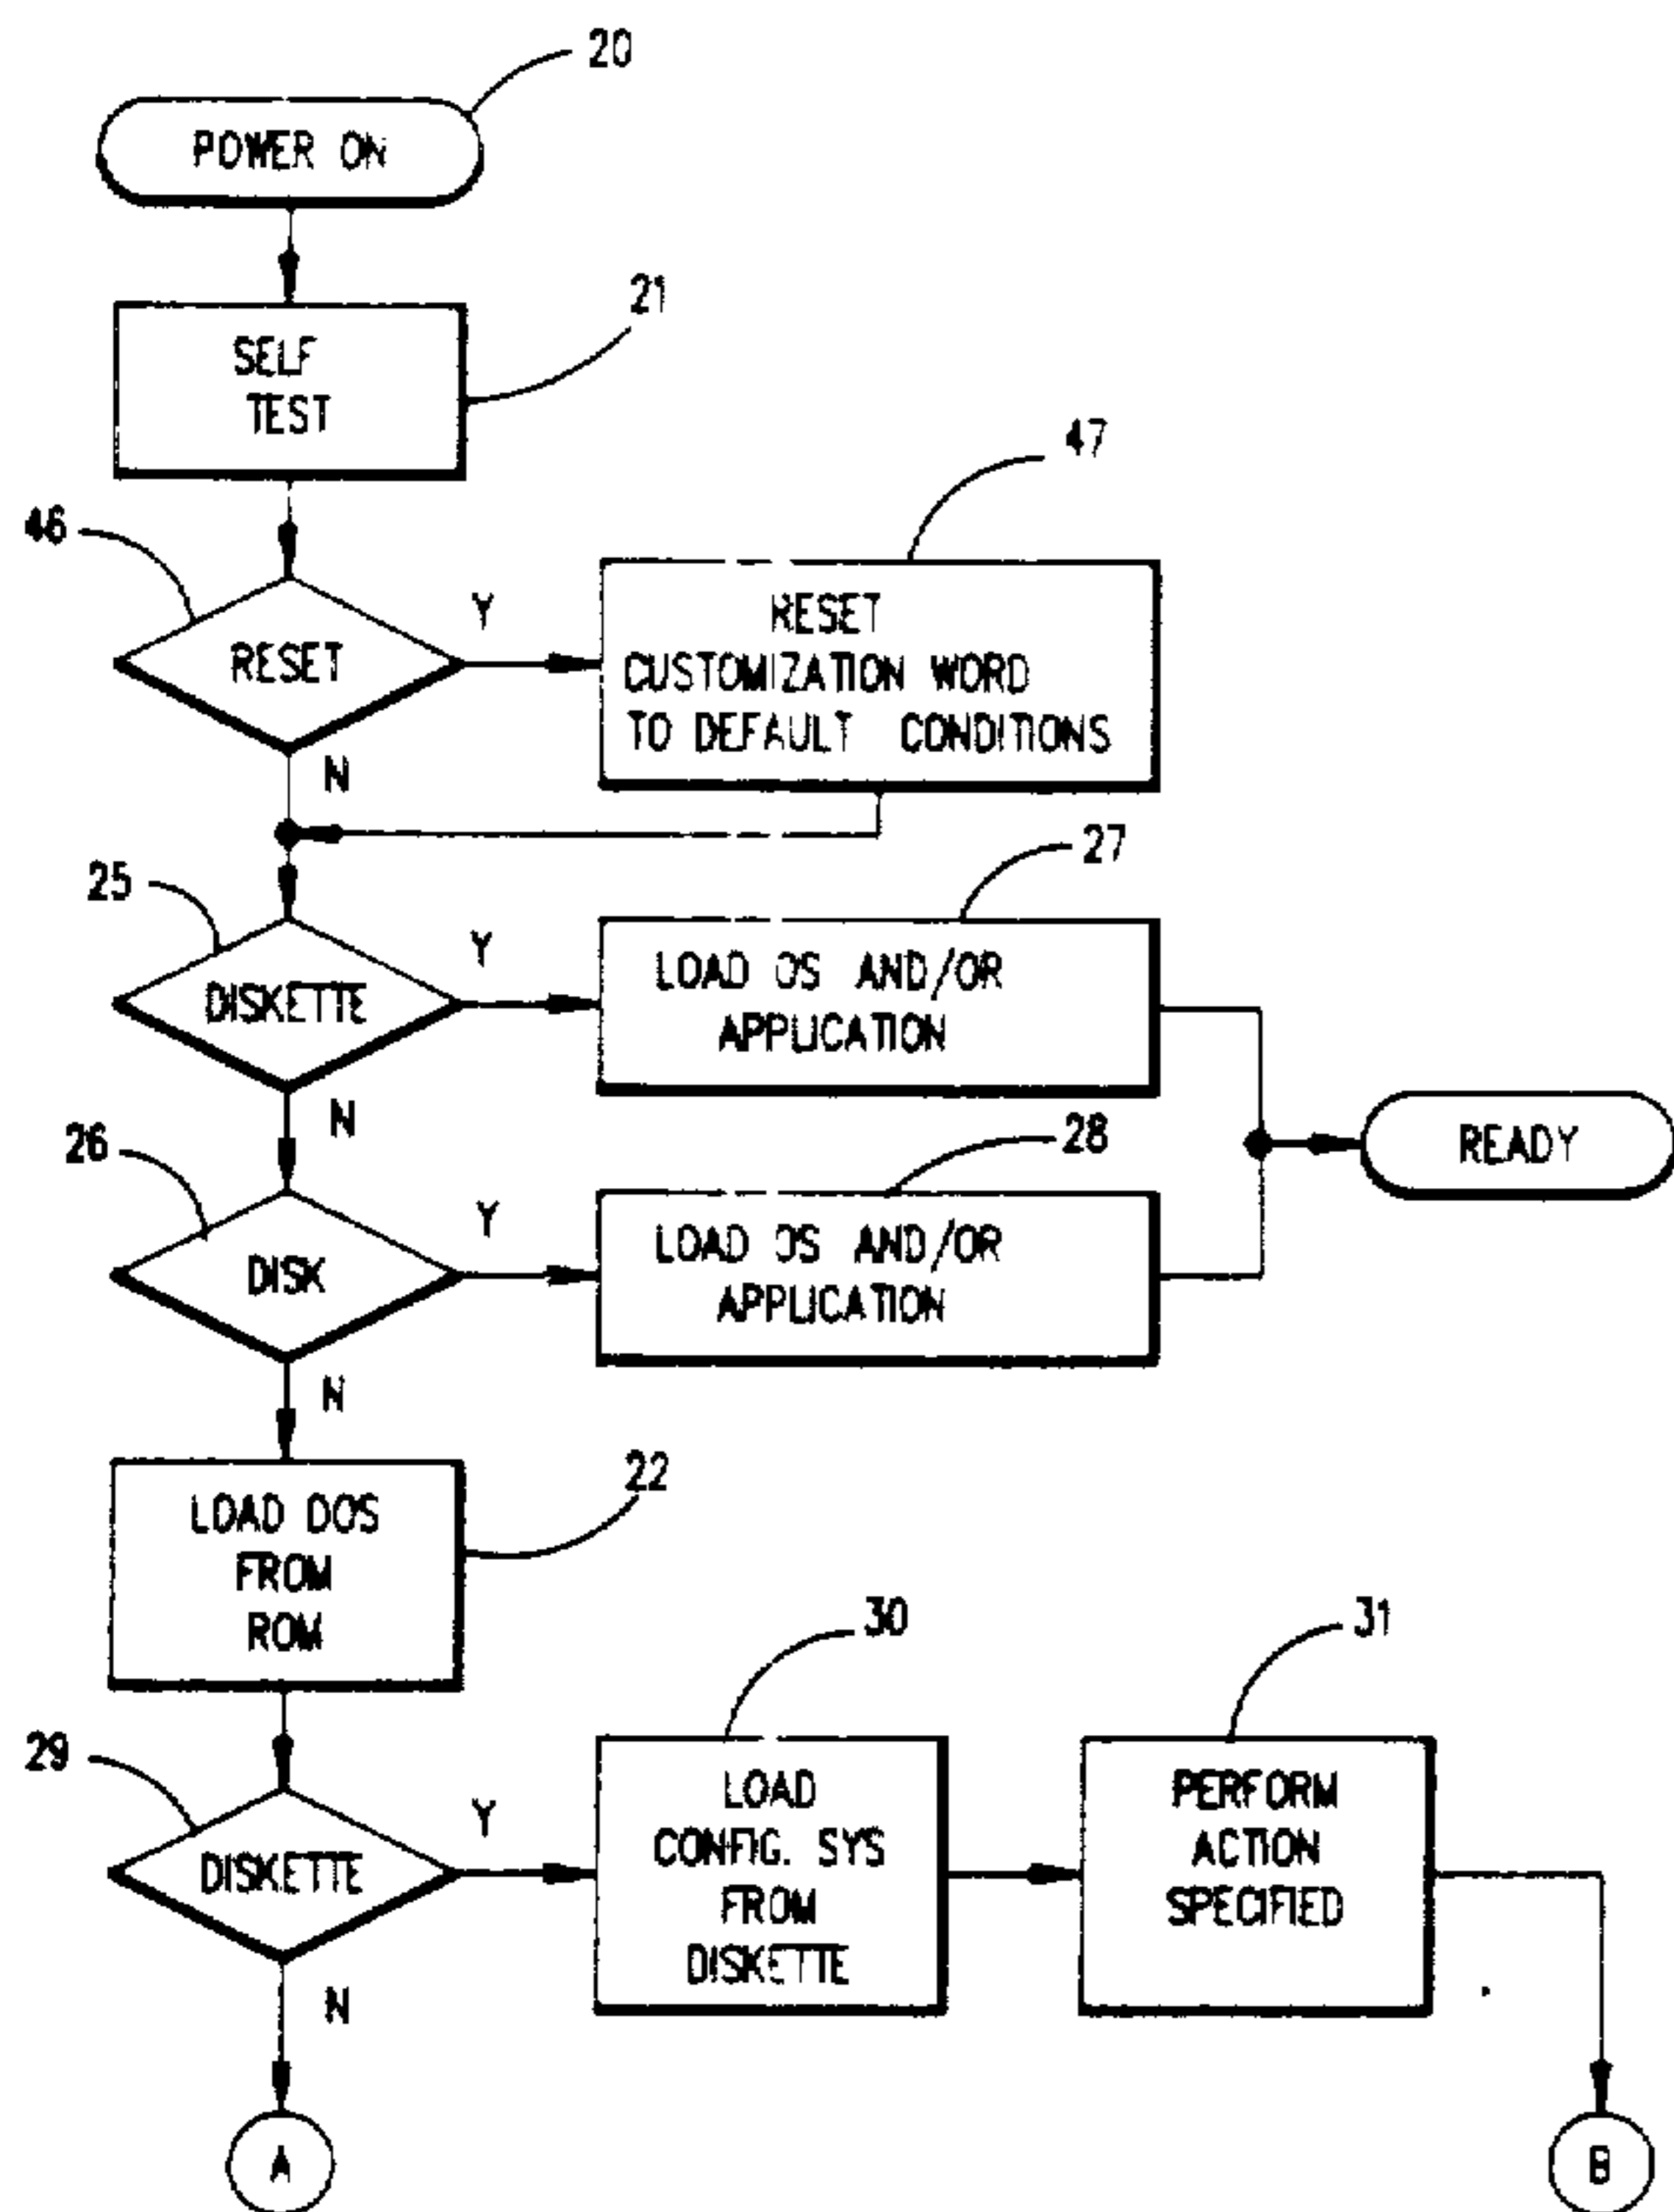 20
POWER ON
21
SELF
TEST
47
46
RESET
Y
N
RESET
CUSTOMIZATION WORD
TO DEFAULT CONDITIONS
25
DISKETTE
Y
N
27
LOAD OS AND/OR
APPLICATION
READY
26
DISK
Y
N
28
LOAD OS AND/OR
APPLICATION
22
LOAD DOS
FROM
ROM
29
DISKETTE
Y
N
30
LOAD
CONFIG. SYS
FROM
DISKETTE
31
PERFORM
ACTION
SPECIFIED
A
B